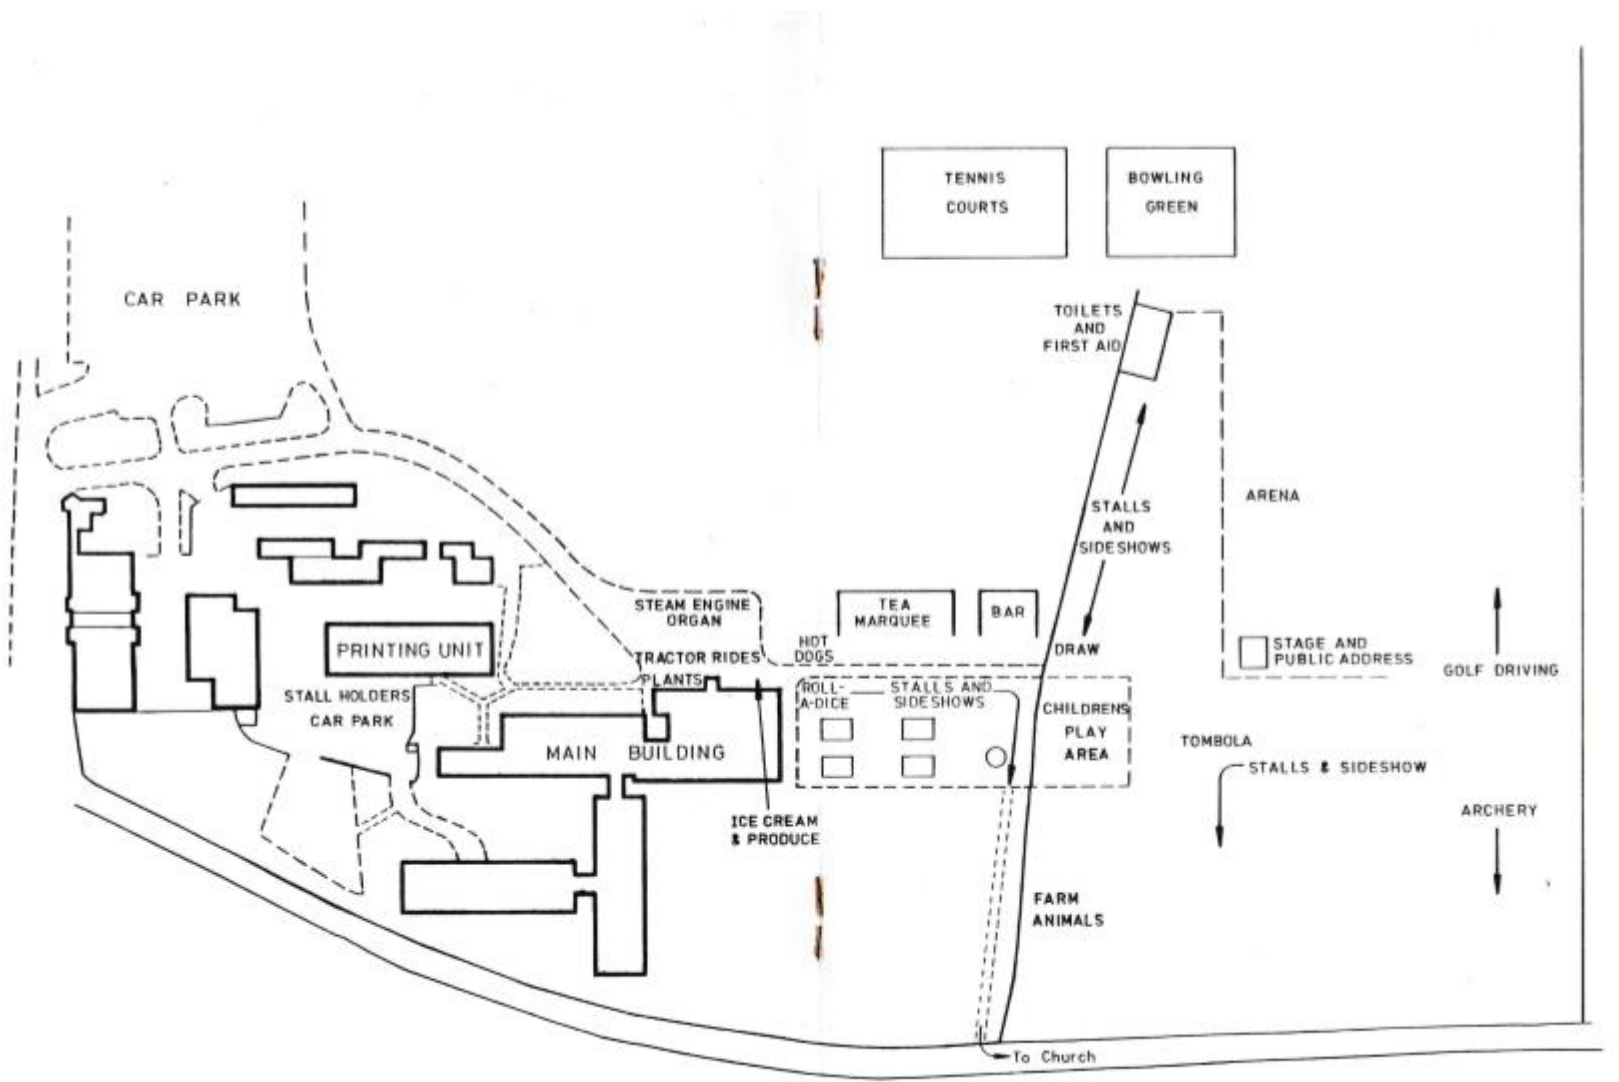 TENNIS
COURTS
BOWLING
GREEN
CAR PARK
TOILETS
AND
FIRST AID
ARENA
STALLS
AND
SIDESHOWS
STEAM ENGINE
ORGAN
TEA
MARQUEE
BAR
HOT
DOGS
DRAW
STAGE AND
PUBLIC ADDRESS
GOLF DRIVING
PRINTING UNIT
TRACTOR RIDES
PLANTS
STALL HOLDERS
CAR PARK
ROLL-
A-DICE
STALLS AND
SIDESHOWS
CHILDRENS
PLAY
AREA
MAIN BUILDING
TOMBOLA
STALLS & SIDESHOW
ICE CREAM
& PRODUCE
ARCHERY
FARM
ANIMALS
To Church